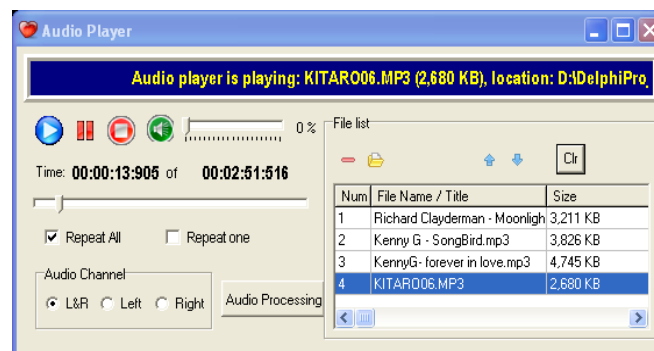 Audio Player
Audio player is playing: KITARO06.MP3 (2,680 KB), location: D:\DelphiPro
0 %
Time: 00:00:13:905 of 00:02:51:516
Repeat All Repeat one
Audio Channel
L&R Left Right
Audio Processing
File list
Clr
Num File Name / Title Size
1 Richard Clayderman - Moonligh 3,211 KB
2 Kenny G - SongBird.mp3 3,826 KB
3 KennyG- forever in love.mp3 4,745 KB
4 KITARO06.MP3 2,680 KB